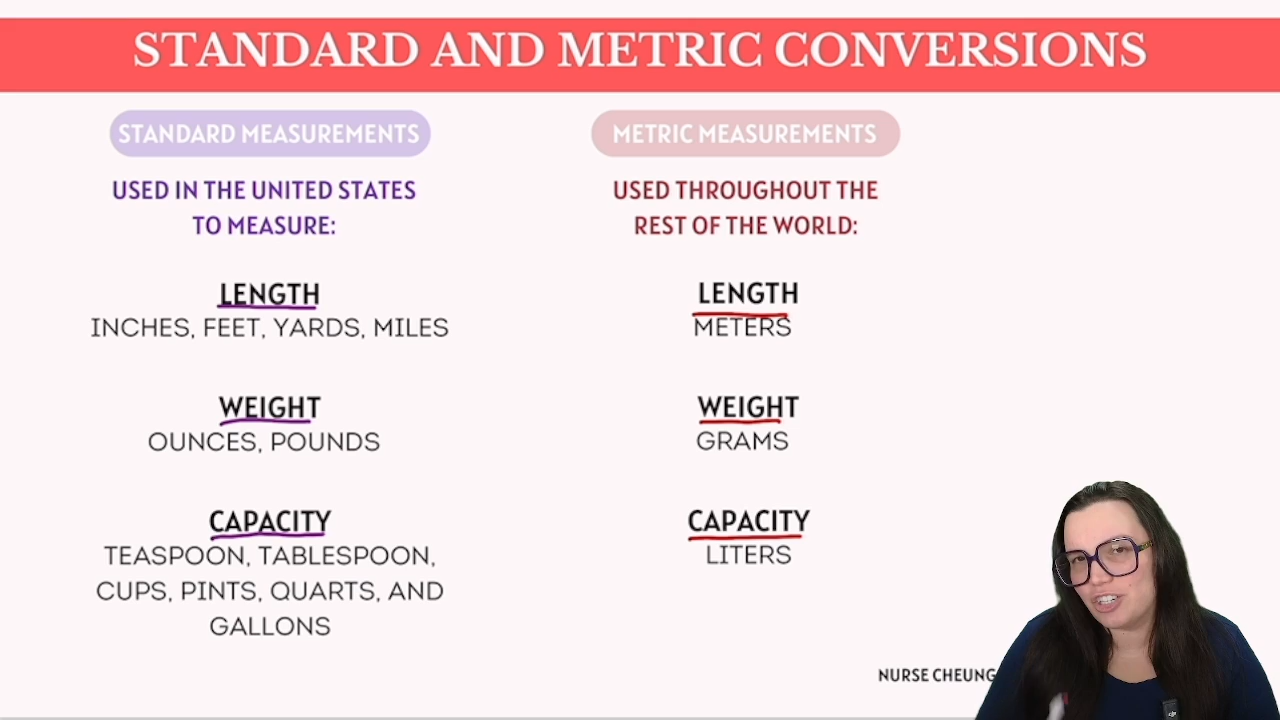 STANDARD AND METRIC CONVERSIONS
STANDARD MEASUREMENTS
USED IN THE UNITED STATES
TO MEASURE:
LENGTH
INCHES, FEET, YARDS, MILES
WEIGHT
OUNCES, POUNDS
CAPACITY
TEASPOON, TABLESPOON,
CUPS, PINTS, QUARTS, AND
GALLONS
METRIC MEASUREMENTS
USED THROUGHOUT THE
REST OF THE WORLD:
LENGTH
METERS
WEIGHT
GRAMS
CAPACITY
LITERS
NURSE CHEUNG